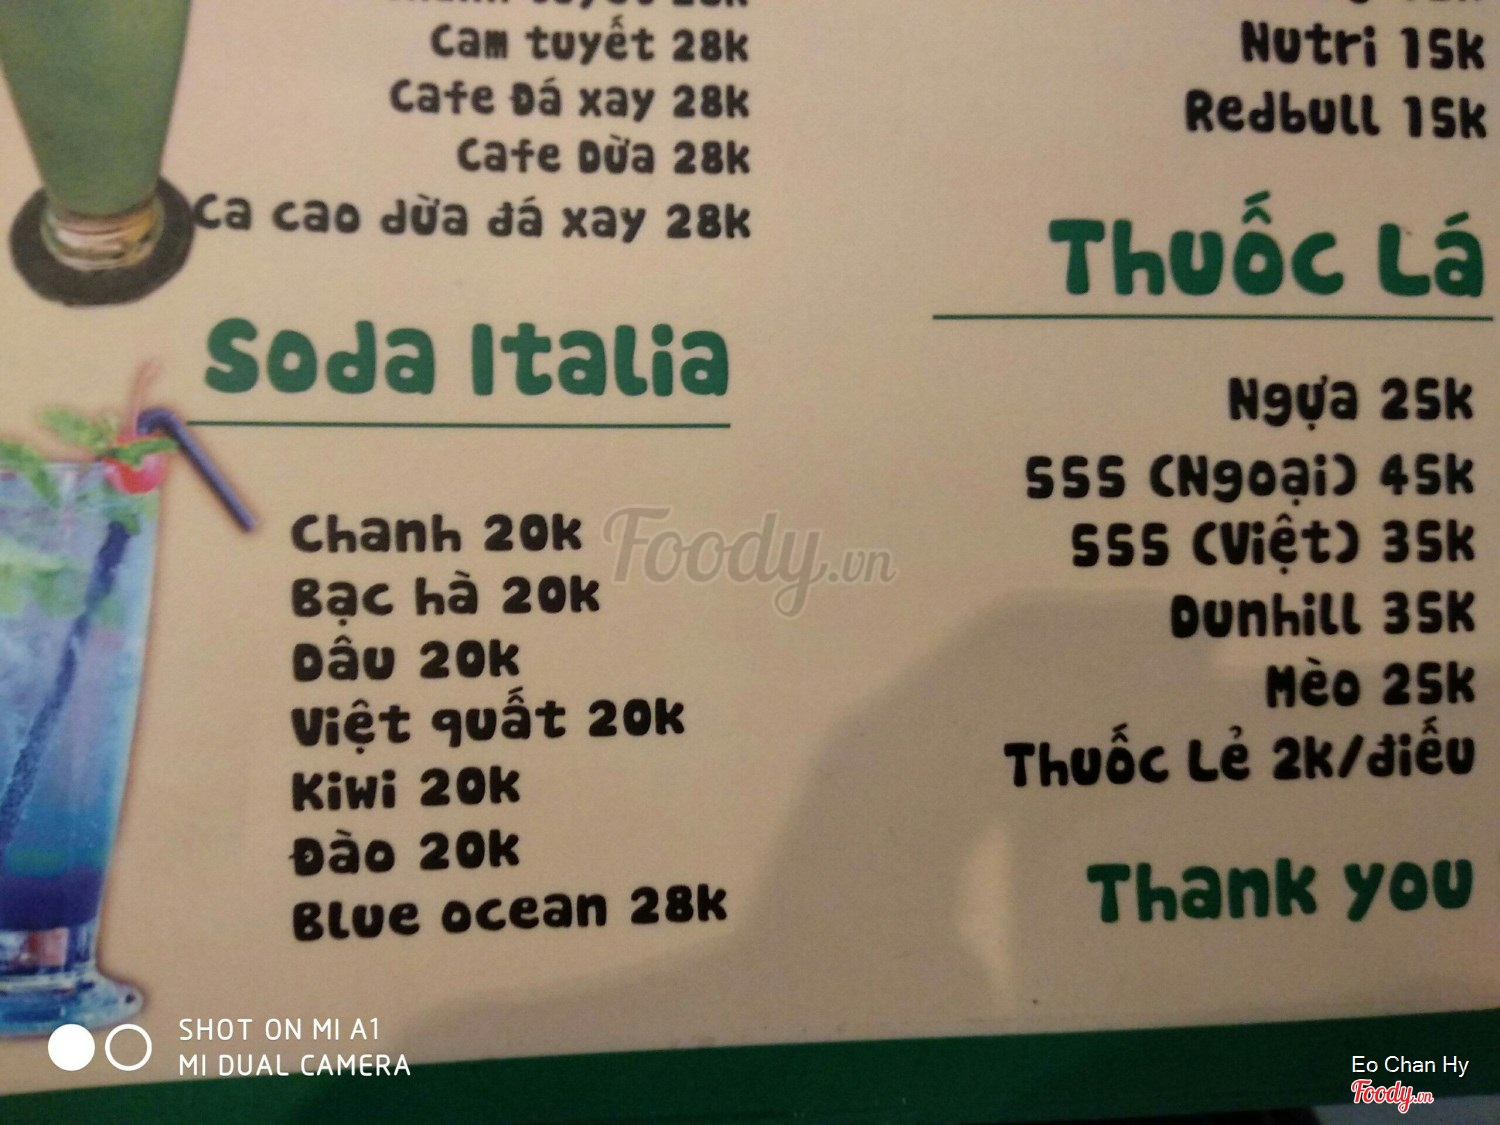 Cam tuyết 28k
Cafe Đá xay 28k
Cafe Dừa 28k
Ca cao dừa đá xay 28k
Soda Italia
Chanh 20k
Bạc hà 20k
Dâu 20k
Việt quất 20k
Kiwi 20k
Đào 20k
Blue ocean 28k
Nutri 15k
Redbull 15k
Thuốc Lá
Ngựa 25k
555 (Ngoại) 45k
555 (Việt) 35k
Dunhill 35k
Mèo 25k
Thuốc Lẻ 2k/điếu
Thank you
Foody.vn
SHOT ON MI A1
MI DUAL CAMERA
Eo Chan Hy
Foody.vn